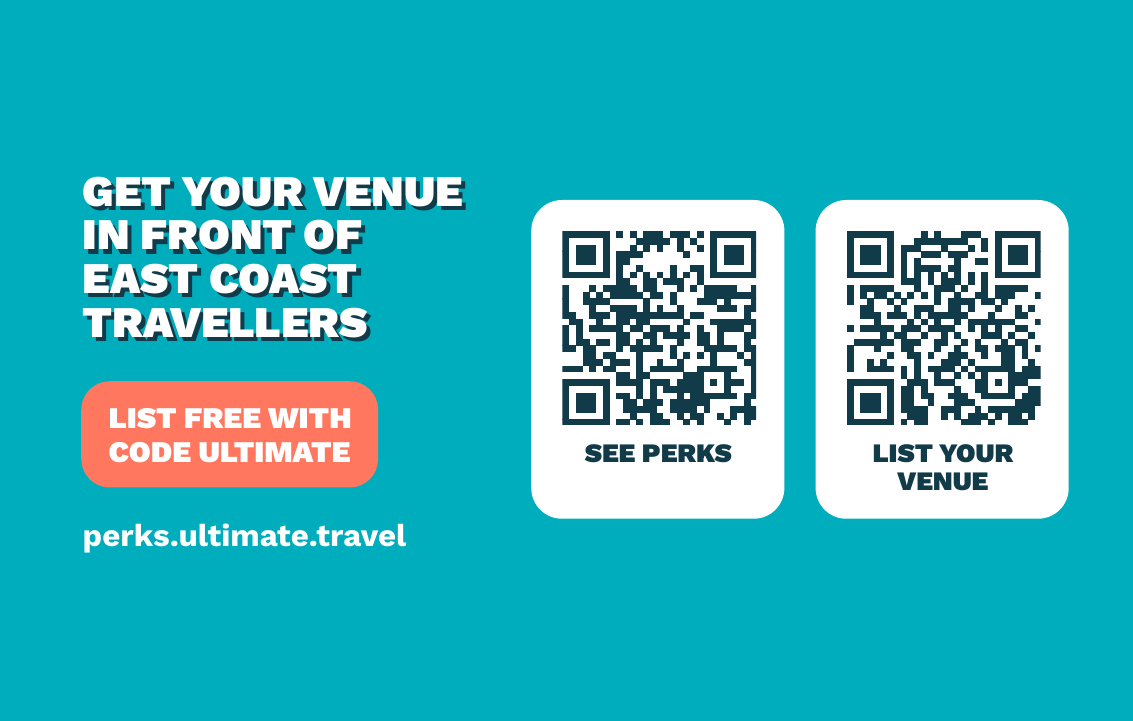 GET YOUR VENUE
IN FRONT OF
EAST COAST
TRAVELLERS
LIST FREE WITH
CODE ULTIMATE
perks.ultimate.travel
SEE PERKS
LIST YOUR
VENUE